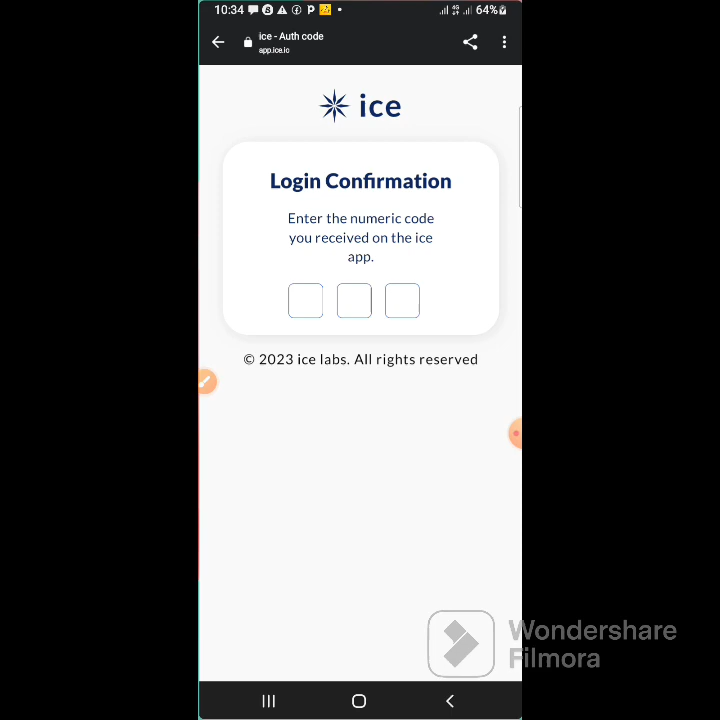 10:34
64%
ice - Auth code
app.ice.io
ice
Login Confirmation
Enter the numeric code
you received on the ice
app.
© 2023 ice labs. All rights reserved
Wondershare
Filmora